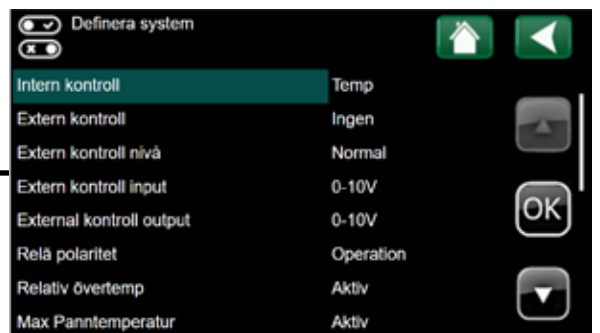 Definera system
Intern kontroll Temp
Extern kontroll Ingen
Extern kontroll nivå Normal
Extern kontroll input 0-10V
External kontroll output 0-10V
Relä polaritet Operation
Relativ övertemp Aktiv
Max Panntemperatur Aktiv
OK